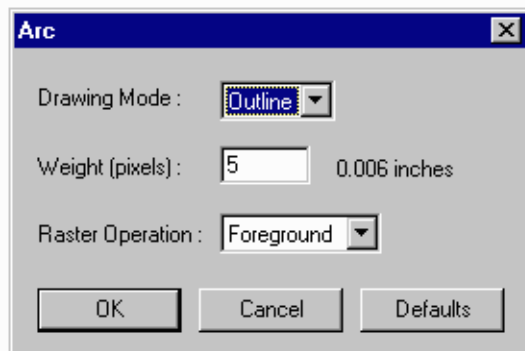 Arc
Drawing Mode : Outline
Weight (pixels) : 5 0.006 inches
Raster Operation : Foreground
OK Cancel Defaults